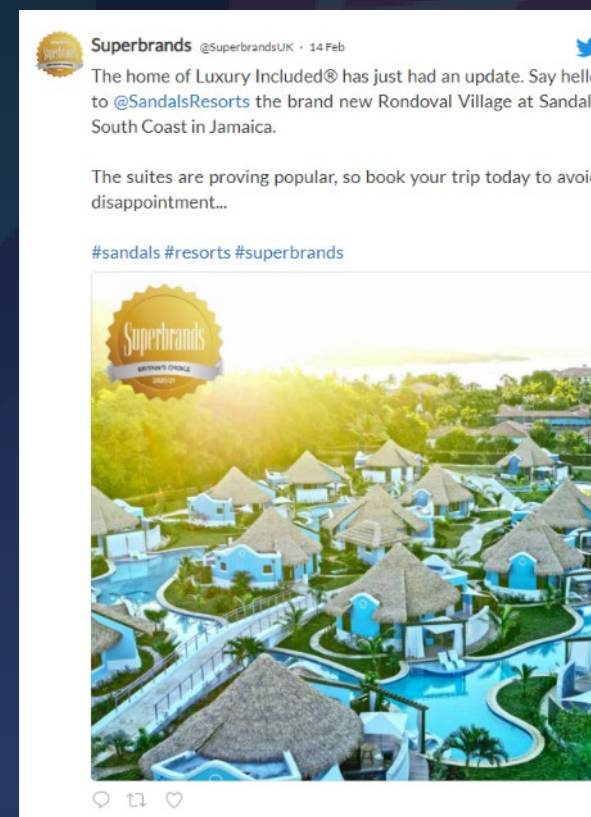 Superbrands @SuperbrandsUK · 14 Feb
The home of Luxury Included® has just had an update. Say hell
to @SandalsResorts the brand new Rondoval Village at Sandal
South Coast in Jamaica.
The suites are proving popular, so book your trip today to avoi
disappointment...
#sandals #resorts #superbrands
Superbrands
BRITAIN'S CHOICE
2020/21